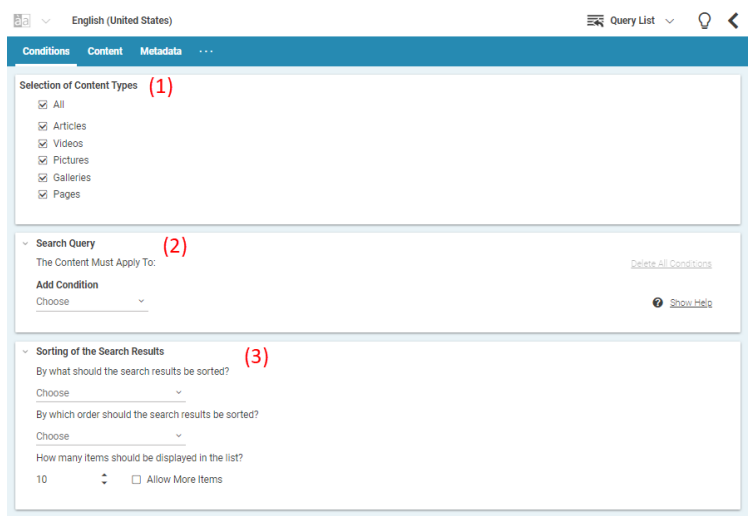 āa English (United States) Query List
Conditions Content Metadata ...
Selection of Content Types (1)
All
Articles
Videos
Pictures
Galleries
Pages
Search Query (2)
The Content Must Apply To: Delete All Conditions
Add Condition
Choose ? Show Help
Sorting of the Search Results (3)
By what should the search results be sorted?
Choose
By which order should the search results be sorted?
Choose
How many items should be displayed in the list?
10 Allow More Items